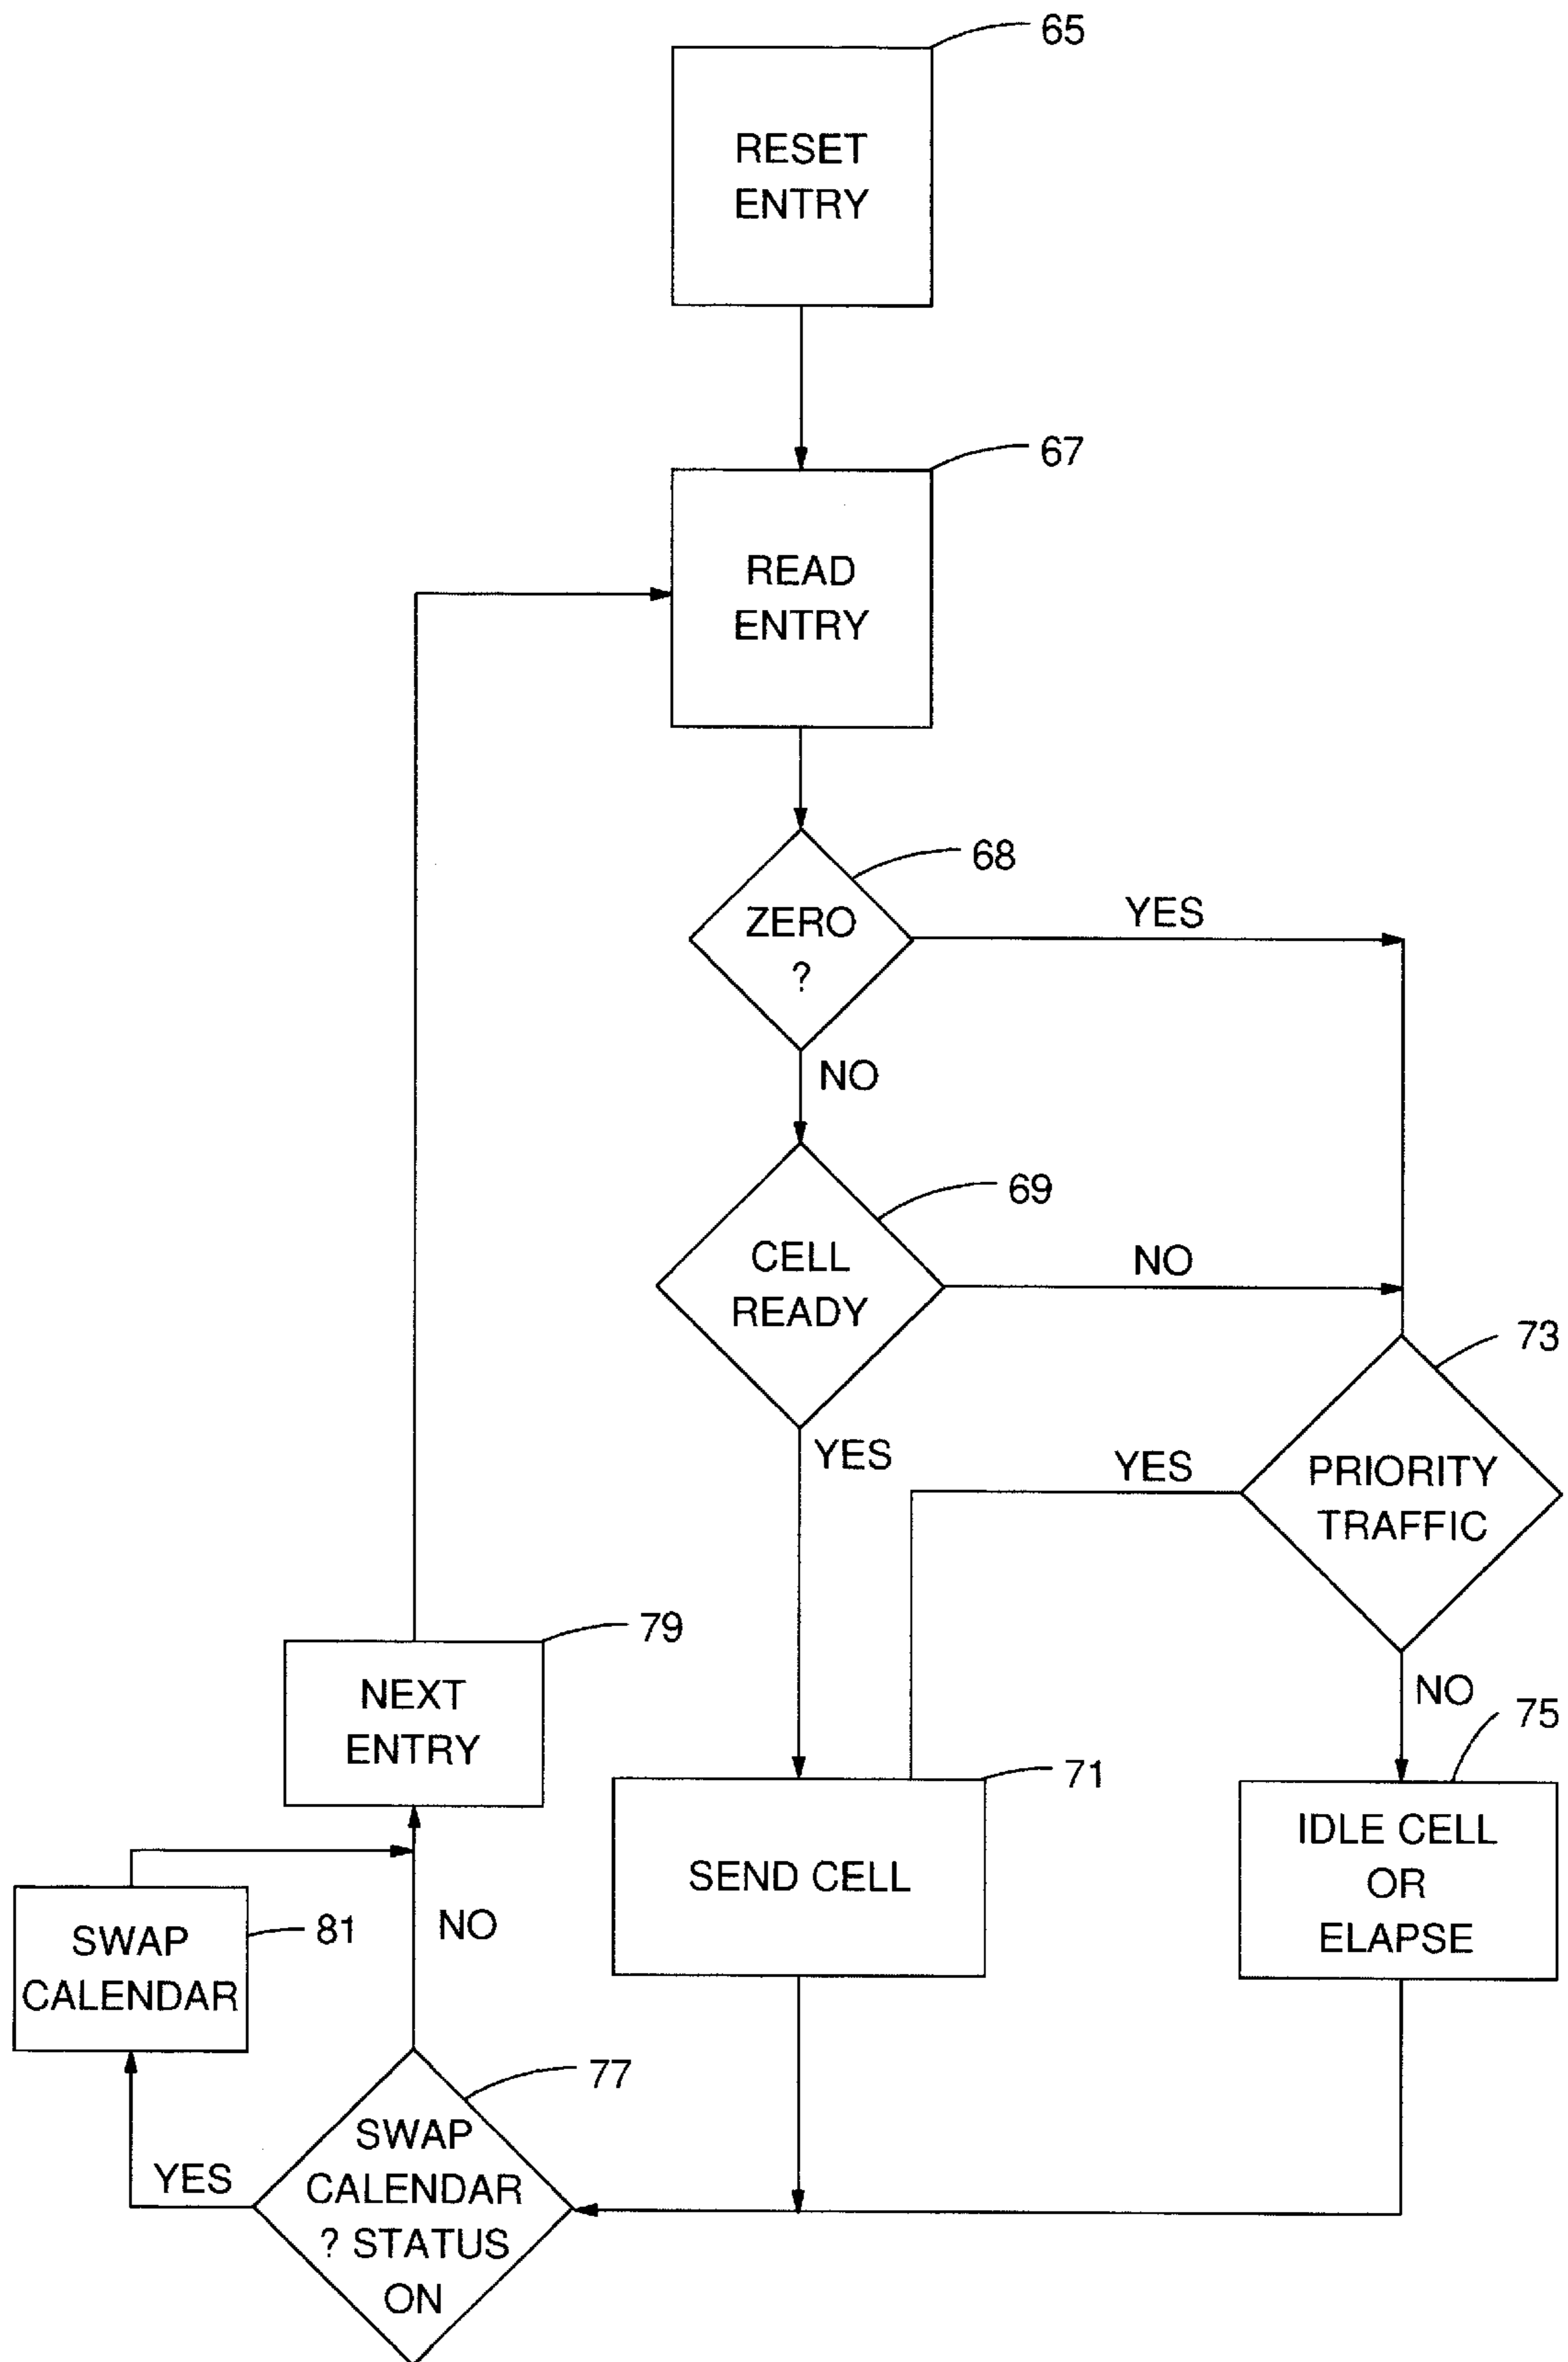 65
RESET
ENTRY
67
READ
ENTRY
68
ZERO
?
YES
NO
69
CELL
READY
NO
73
YES
YES
PRIORITY
TRAFFIC
79
NEXT
ENTRY
NO
75
71
SEND CELL
IDLE CELL
OR
ELAPSE
81
NO
SWAP
CALENDAR
77
SWAP
CALENDAR
? STATUS
ON
YES